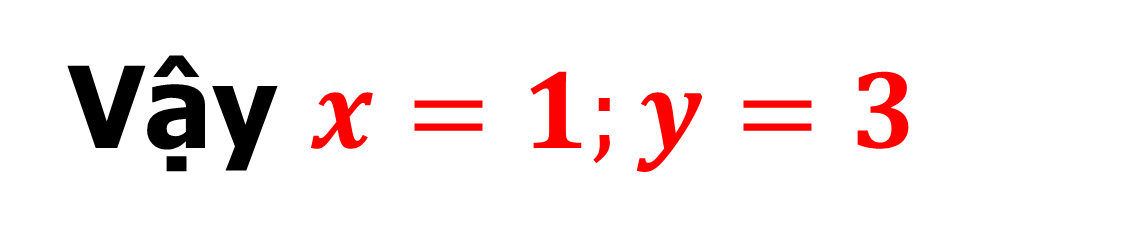 Vậy x = 1; y = 3